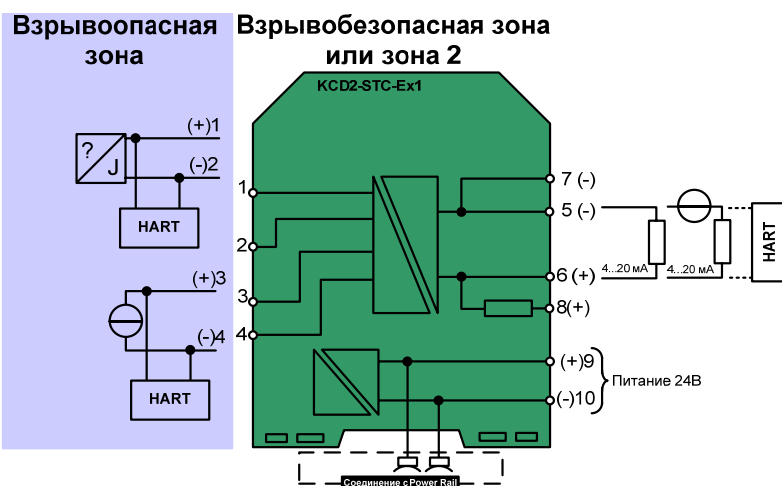 Взрывоопасная
зона
Взрывобезопасная зона
или зона 2
KCD2-STC-Ex1
(+)1
?
J
(-)2
HART
(+)3
(-)4
HART
1
2
3
4
7 (-)
5 (-)
6 (+)
8(+)
4...20 мА
4...20 мА
HART
(+)9
(-)10
Питание 24В
Соединение с Power Rail